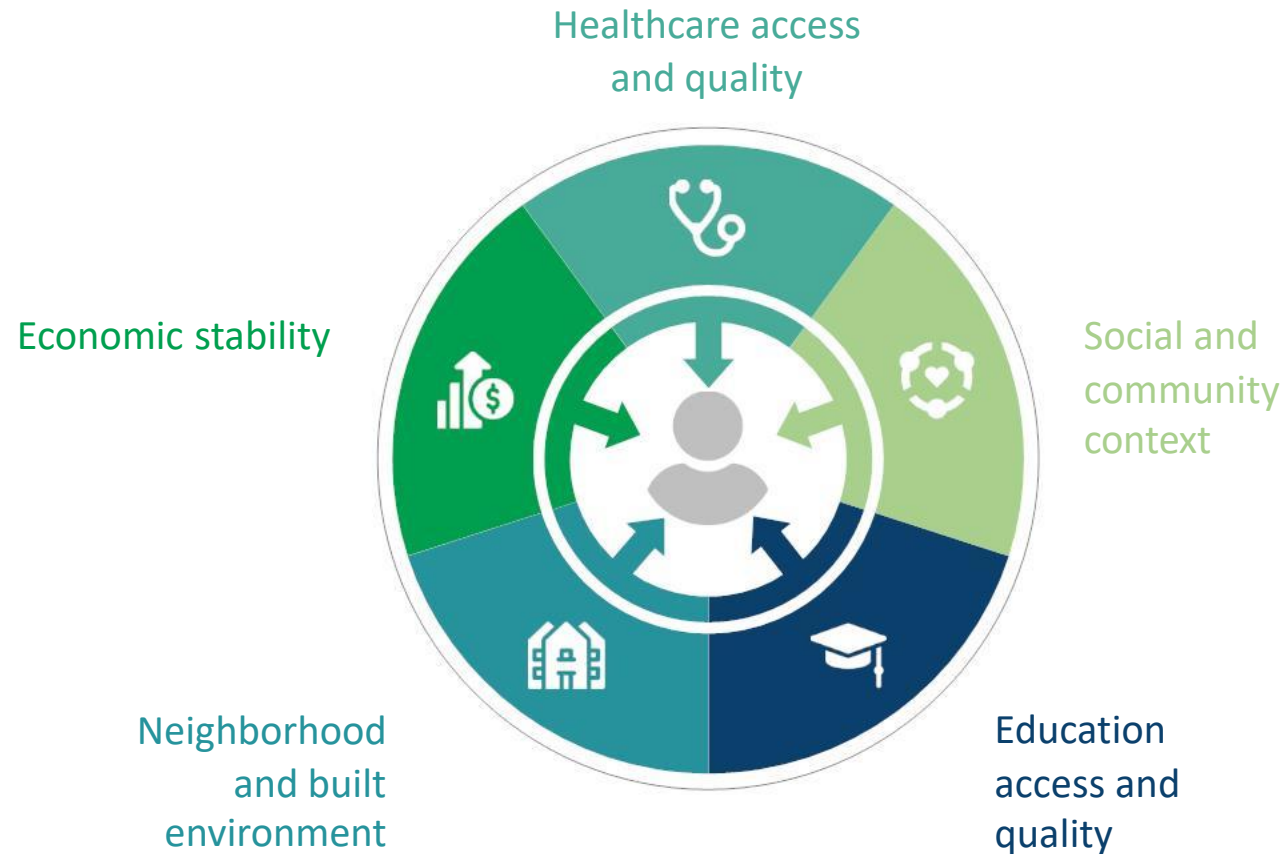 Healthcare access
and quality
Economic stability
Social and
community
context
$
Neighborhood
and built
environment
Education
access and
quality